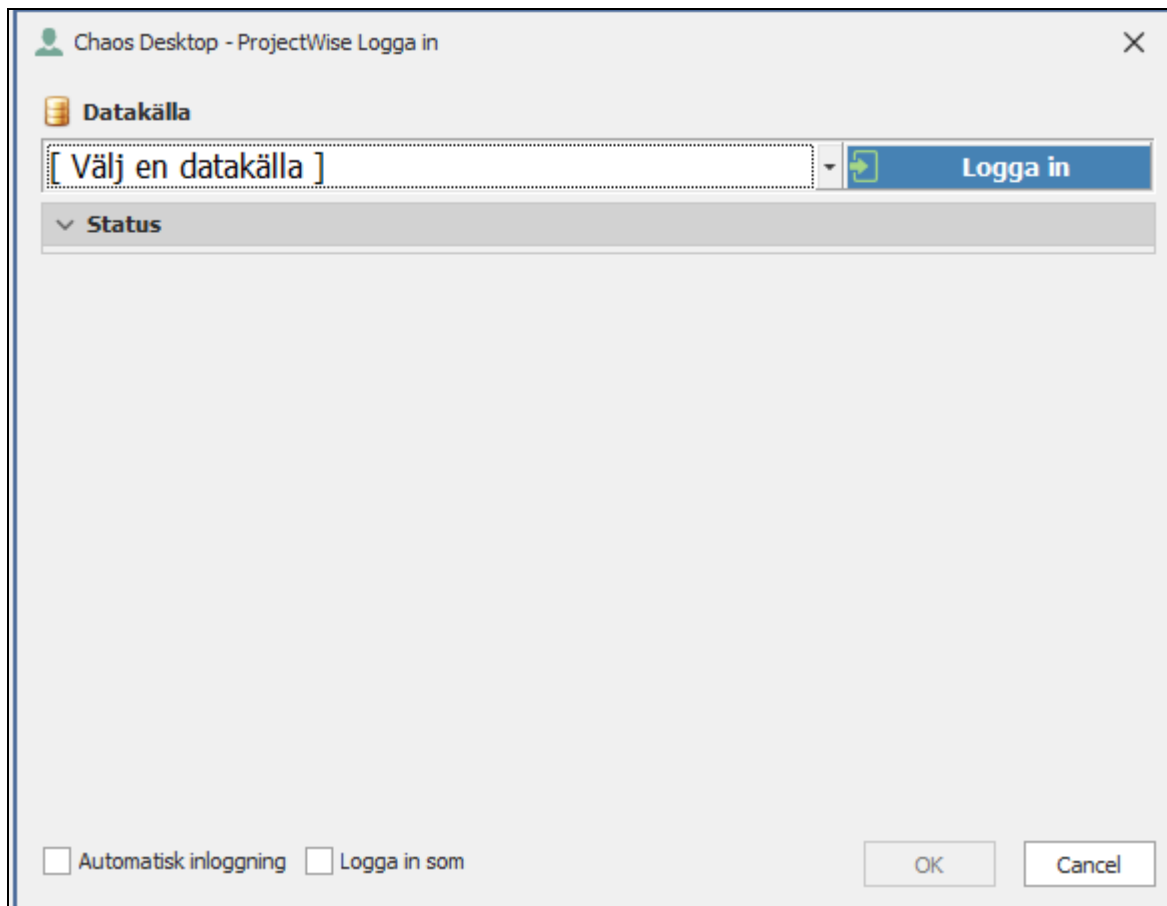 Chaos Desktop - ProjectWise Logga in
Datakälla
[ Välj en datakälla ]
Logga in
Status
Automatisk inloggning
Logga in som
OK
Cancel